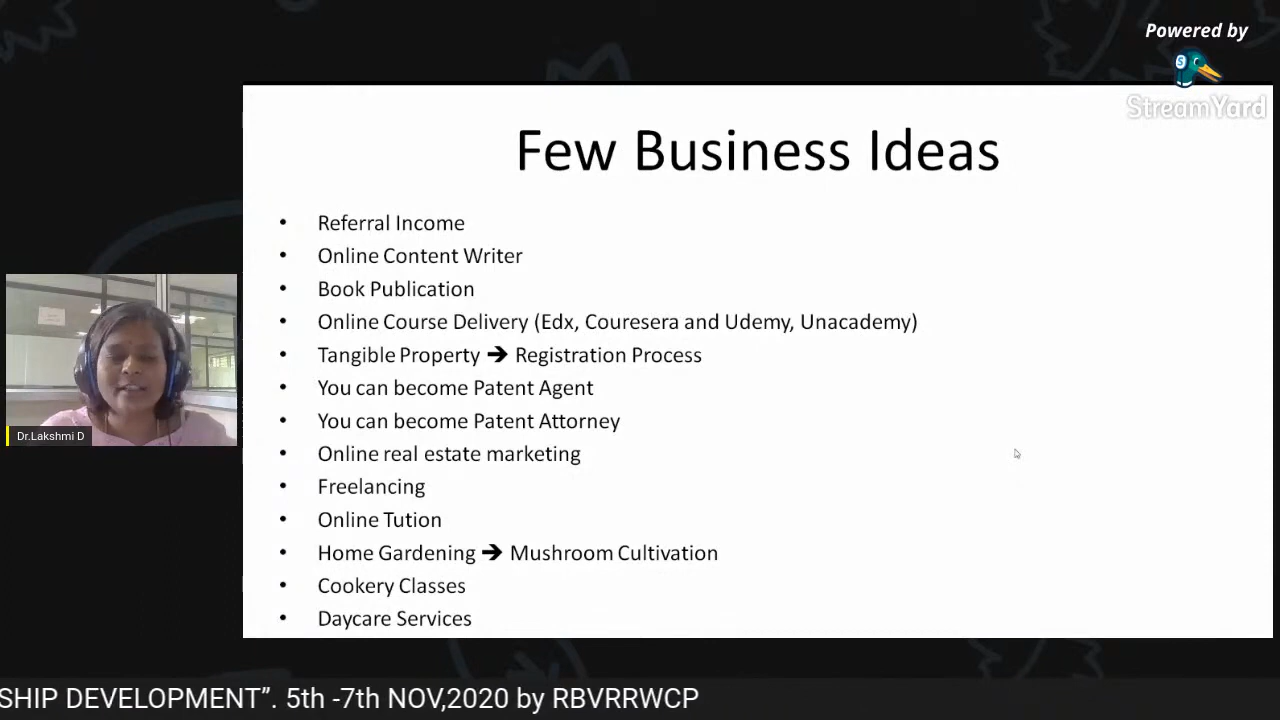 Powered by
StreamYard
Few Business Ideas
• Referral Income
• Online Content Writer
• Book Publication
• Online Course Delivery (Edx, Couresera and Udemy, Unacademy)
• Tangible Property ➔ Registration Process
• You can become Patent Agent
• You can become Patent Attorney
• Online real estate marketing
• Freelancing
• Online Tution
• Home Gardening ➔ Mushroom Cultivation
• Cookery Classes
• Daycare Services
Dr.Lakshmi D
SHIP DEVELOPMENT”. 5th -7th NOV,2020 by RBVRRWCP